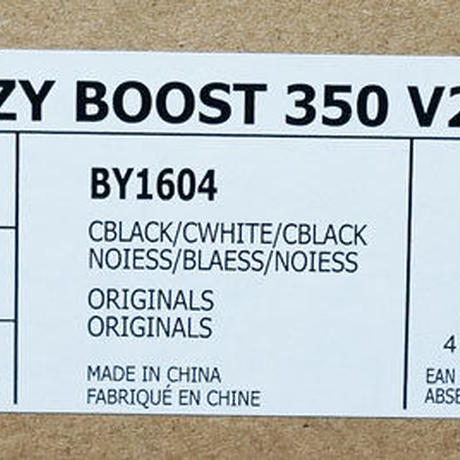 ZY BOOST 350 V2
BY1604
CBLACK/CWHITE/CBLACK
NOIESS/BLAESS/NOIESS
ORIGINALS
ORIGINALS
MADE IN CHINA
FABRIQUÉ EN CHINE
4
EAN
ABSE